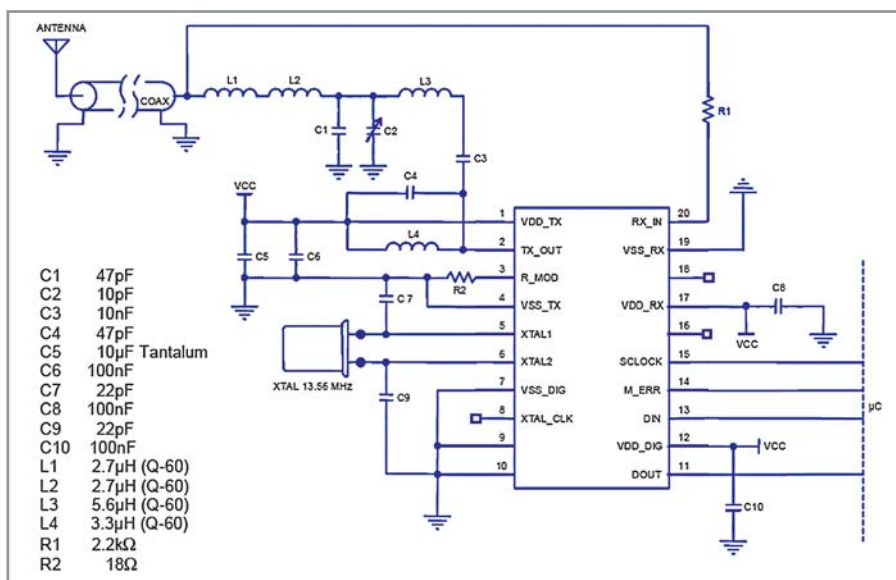 ANTENNA
COAX
L1
L2
L3
R1
C1
C2
C3
C4
VCC
1
VDD_TX
RX_IN
20
L4
2
TX_OUT
VSS_RX
19
C5
C6
3
R_MOD
18
R2
C7
4
VSS_TX
VDD_RX
17
C8
5
XTAL1
16
VCC
6
XTAL2
SCLOCK
15
XTAL 13.56 MHz
C9
7
VSS_DIG
M_ERR
14
µC
8
XTAL_CLK
DIN
13
9
VDD_DIG
12
VCC
10
DOUT
11
C10
C1 47pF
C2 10pF
C3 10nF
C4 47pF
C5 10µF Tantalum
C6 100nF
C7 22pF
C8 100nF
C9 22pF
C10 100nF
L1 2.7µH (Q-60)
L2 2.7µH (Q-60)
L3 5.6µH (Q-60)
L4 3.3µH (Q-60)
R1 2.2kΩ
R2 18Ω